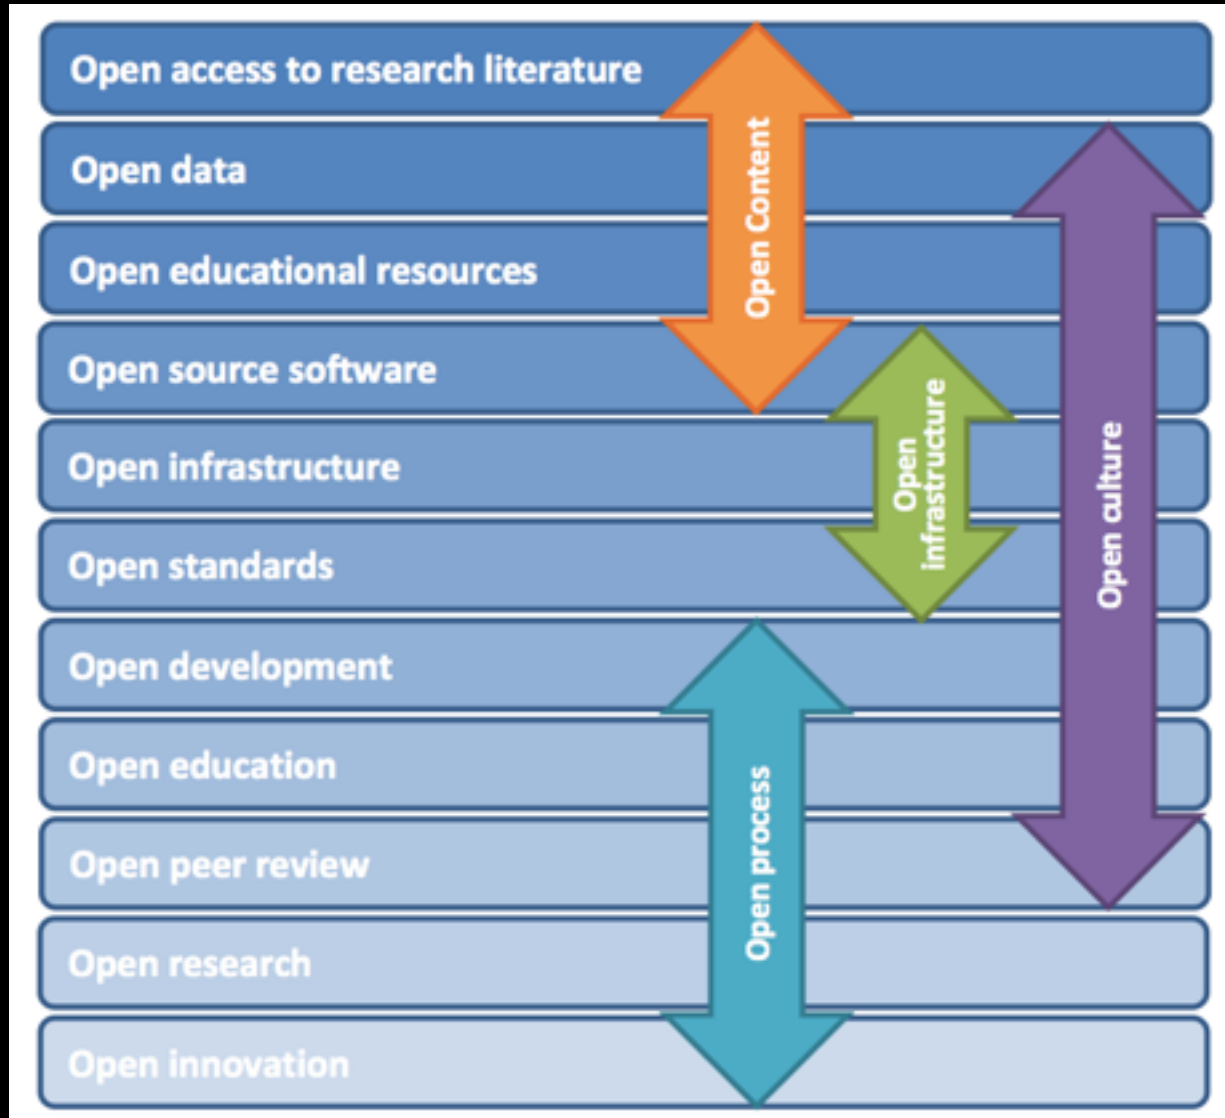 Open access to research literature
Open data
Open educational resources
Open source software
Open infrastructure
Open standards
Open development
Open education
Open peer review
Open research
Open innovation
Open Content
Open
infrastructure
Open culture
Open process